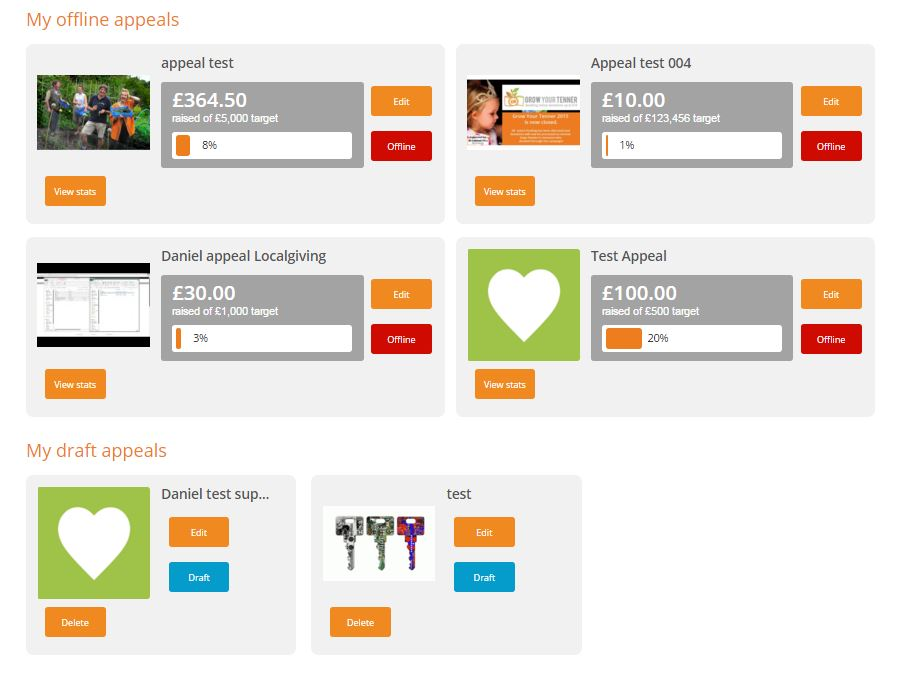 My offline appeals
appeal test
£364.50
raised of £5,000 target
8%
Edit
Offline
View stats
Appeal test 004
GROW YOUR TENNER
Grow Your Tenner 2015
is now closed.
£10.00
raised of £123,456 target
1%
Edit
Offline
View stats
Daniel appeal Localgiving
£30.00
raised of £1,000 target
3%
Edit
Offline
View stats
Test Appeal
£100.00
raised of £500 target
20%
Edit
Offline
View stats
My draft appeals
Daniel test sup...
Edit
Draft
Delete
test
Edit
Draft
Delete